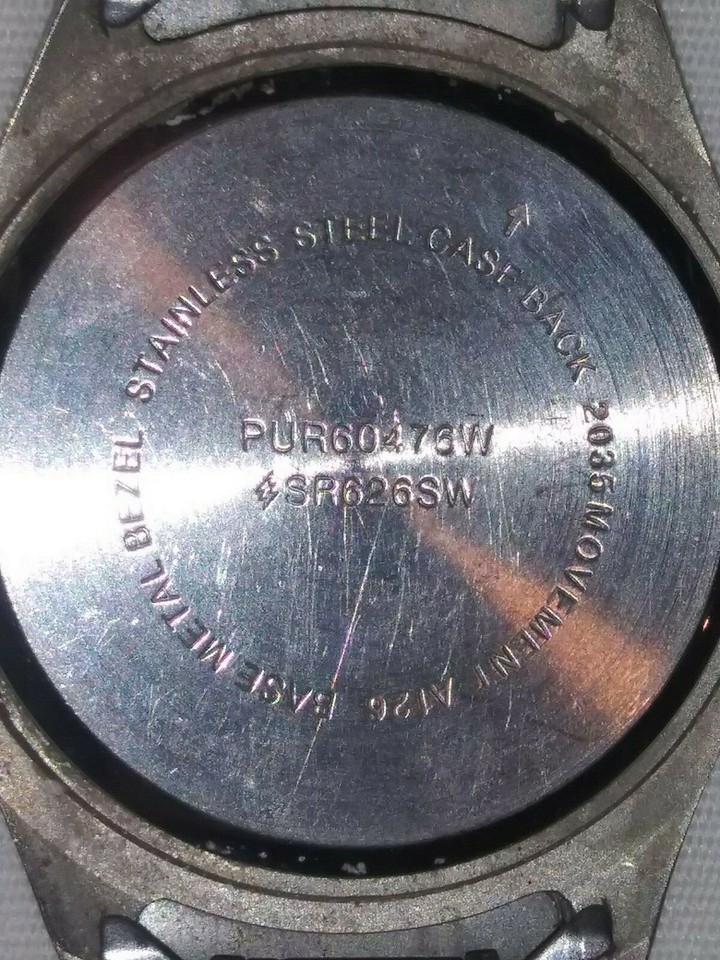 STAINLESS STEEL CASE BACK 2035 MOVEMENT A126 BASE METAL BEZEL
PUR60476W
SR626SW